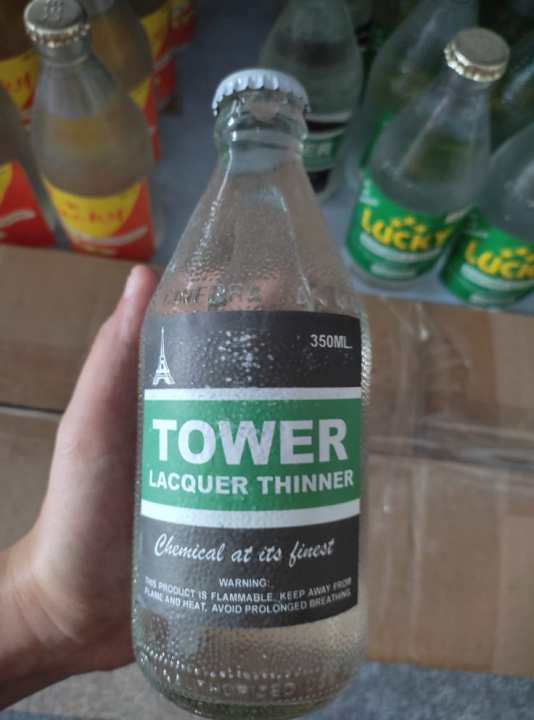 LUCKY
LUCKY
350ML.
TOWER
LACQUER THINNER
Chemical at its finest
WARNING:
THIS PRODUCT IS FLAMMABLE. KEEP AWAY FROM
FLAME AND HEAT, AVOID PROLONGED BREATHING.